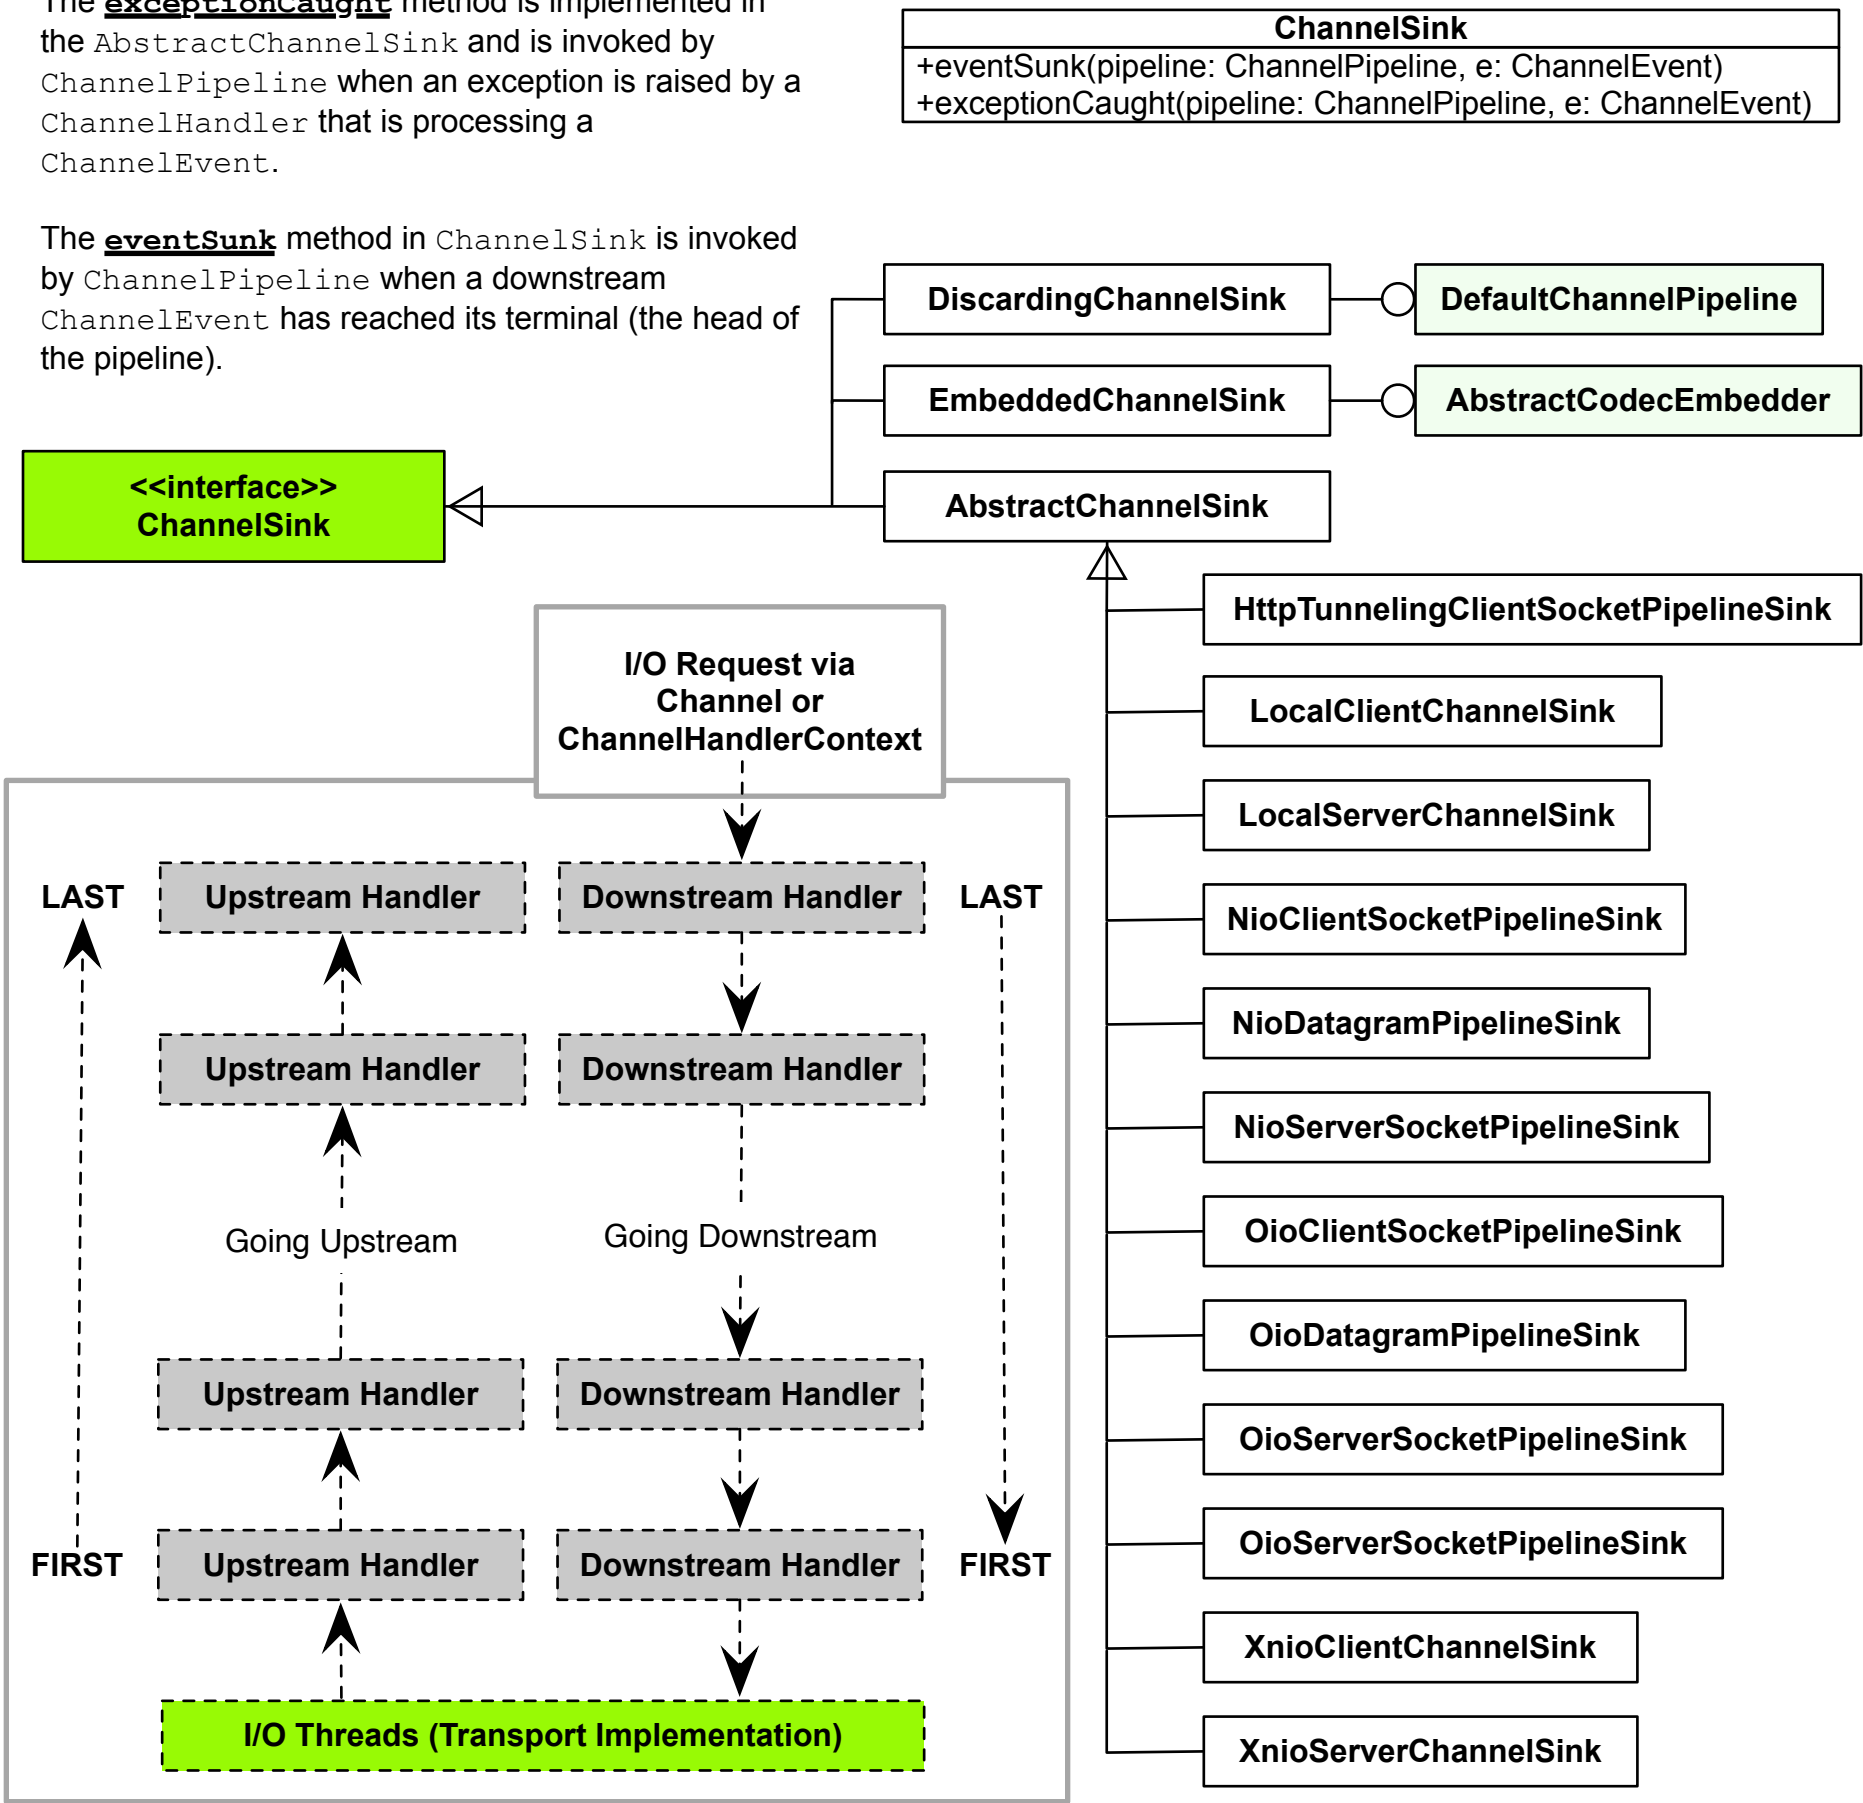 The exceptionCaught method is implemented in
the AbstractChannelSink and is invoked by
ChannelPipeline when an exception is raised by a
ChannelHandler that is processing a
ChannelEvent.
The eventSunk method in ChannelSink is invoked
by ChannelPipeline when a downstream
ChannelEvent has reached its terminal (the head of
the pipeline).
ChannelSink
+eventSunk(pipeline: ChannelPipeline, e: ChannelEvent)
+exceptionCaught(pipeline: ChannelPipeline, e: ChannelEvent)
DiscardingChannelSink
DefaultChannelPipeline
EmbeddedChannelSink
AbstractCodecEmbedder
<<interface>>
ChannelSink
AbstractChannelSink
HttpTunnelingClientSocketPipelineSink
LocalClientChannelSink
LocalServerChannelSink
NioClientSocketPipelineSink
NioDatagramPipelineSink
NioServerSocketPipelineSink
OioClientSocketPipelineSink
OioDatagramPipelineSink
OioServerSocketPipelineSink
OioServerSocketPipelineSink
XnioClientChannelSink
XnioServerChannelSink
I/O Request via
Channel or
ChannelHandlerContext
LAST
Upstream Handler
Downstream Handler
LAST
Upstream Handler
Downstream Handler
Going Upstream
Going Downstream
Upstream Handler
Downstream Handler
FIRST
Upstream Handler
Downstream Handler
FIRST
I/O Threads (Transport Implementation)